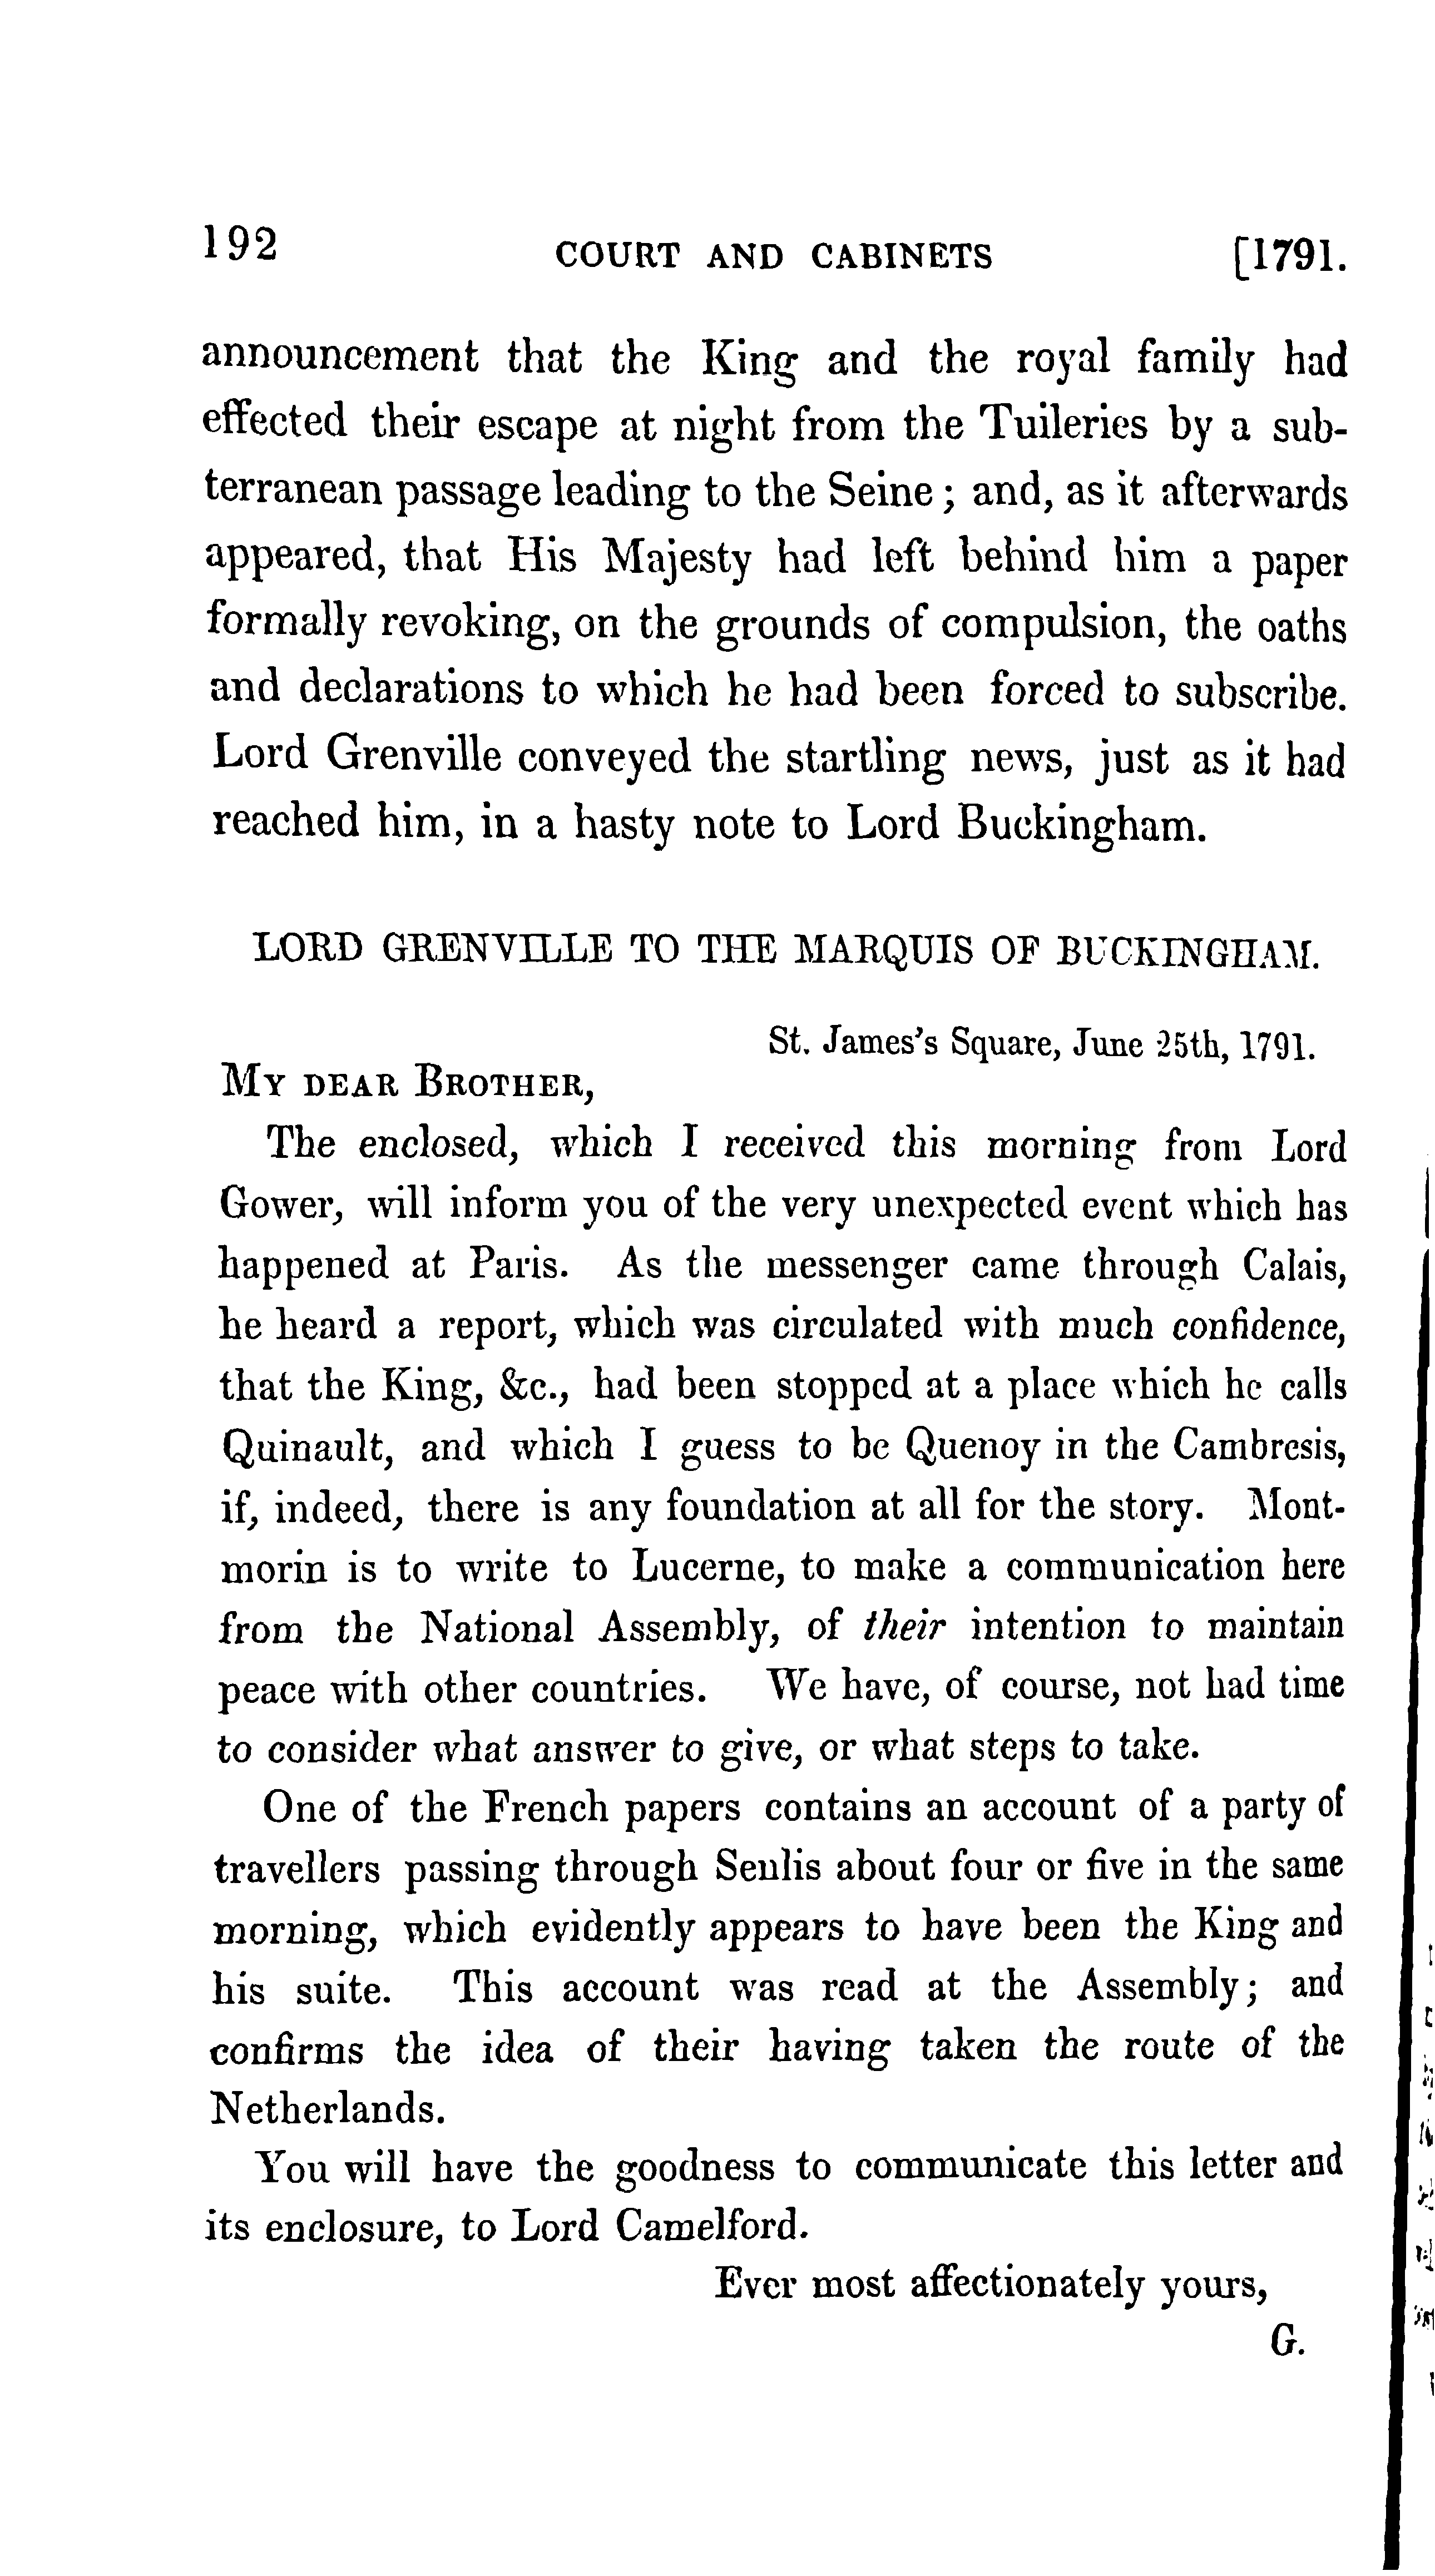 192 COURT AND CABINETS [1791.
announcement that the King and the royal family had
effected their escape at night from the Tuileries by a sub-
terranean passage leading to the Seine; and, as it afterwards
appeared, that His Majesty had left behind him a paper
formally revoking, on the grounds of compulsion, the oaths
and declarations to which he had been forced to subscribe.
Lord Grenville conveyed the startling news, just as it had
reached him, in a hasty note to Lord Buckingham.
LORD GRENVILLE TO THE MARQUIS OF BUCKINGHAM.
St. James's Square, June 25th, 1791.
MY DEAR BROTHER,
The enclosed, which I received this morning from Lord
Gower, will inform you of the very unexpected event which has
happened at Paris. As the messenger came through Calais,
he heard a report, which was circulated with much confidence,
that the King, &c., had been stopped at a place which he calls
Quinault, and which I guess to be Quenoy in the Cambresis,
if, indeed, there is any foundation at all for the story. Mont-
morin is to write to Lucerne, to make a communication here
from the National Assembly, of their intention to maintain
peace with other countries. We have, of course, not had time
to consider what answer to give, or what steps to take.
One of the French papers contains an account of a party of
travellers passing through Senlis about four or five in the same
morning, which evidently appears to have been the King and
his suite. This account was read at the Assembly; and
confirms the idea of their having taken the route of the
Netherlands.
You will have the goodness to communicate this letter and
its enclosure, to Lord Camelford.
Ever most affectionately yours,
G.